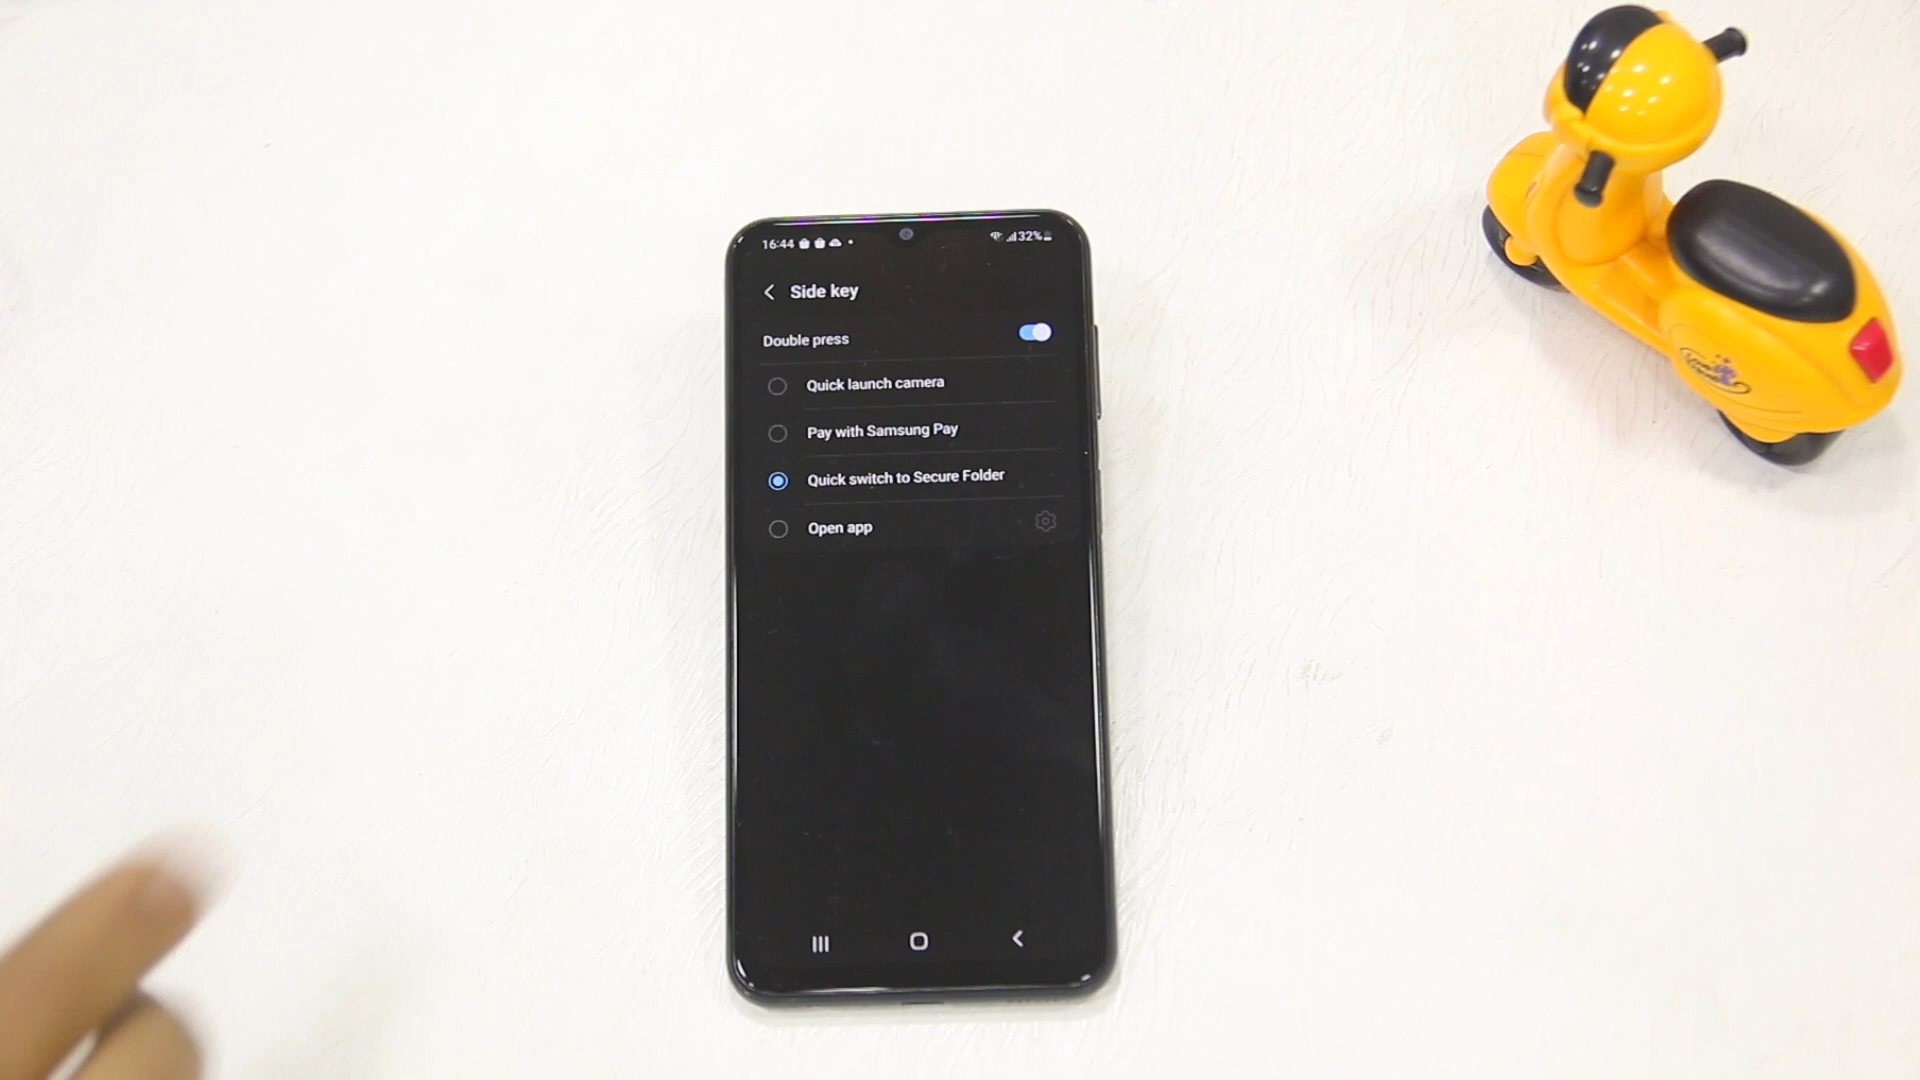 16:44
32%
Side key
Double press
Quick launch camera
Pay with Samsung Pay
Quick switch to Secure Folder
Open app